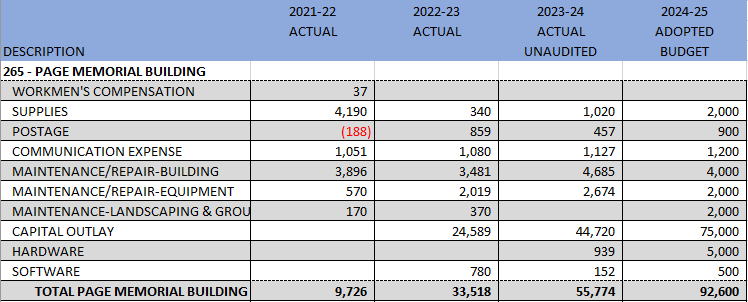 2021-22 2022-23 2023-24 2024-25
ACTUAL ACTUAL ACTUAL ADOPTED
DESCRIPTION UNAUDITED BUDGET
265 - PAGE MEMORIAL BUILDING
WORKMEN'S COMPENSATION 37
SUPPLIES 4,190 340 1,020 2,000
POSTAGE (188) 859 457 900
COMMUNICATION EXPENSE 1,051 1,080 1,127 1,200
MAINTENANCE/REPAIR-BUILDING 3,896 3,481 4,685 4,000
MAINTENANCE/REPAIR-EQUIPMENT 570 2,019 2,674 2,000
MAINTENANCE-LANDSCAPING & GROU 170 370 2,000
CAPITAL OUTLAY 24,589 44,720 75,000
HARDWARE 939 5,000
SOFTWARE 780 152 500
TOTAL PAGE MEMORIAL BUILDING 9,726 33,518 55,774 92,600